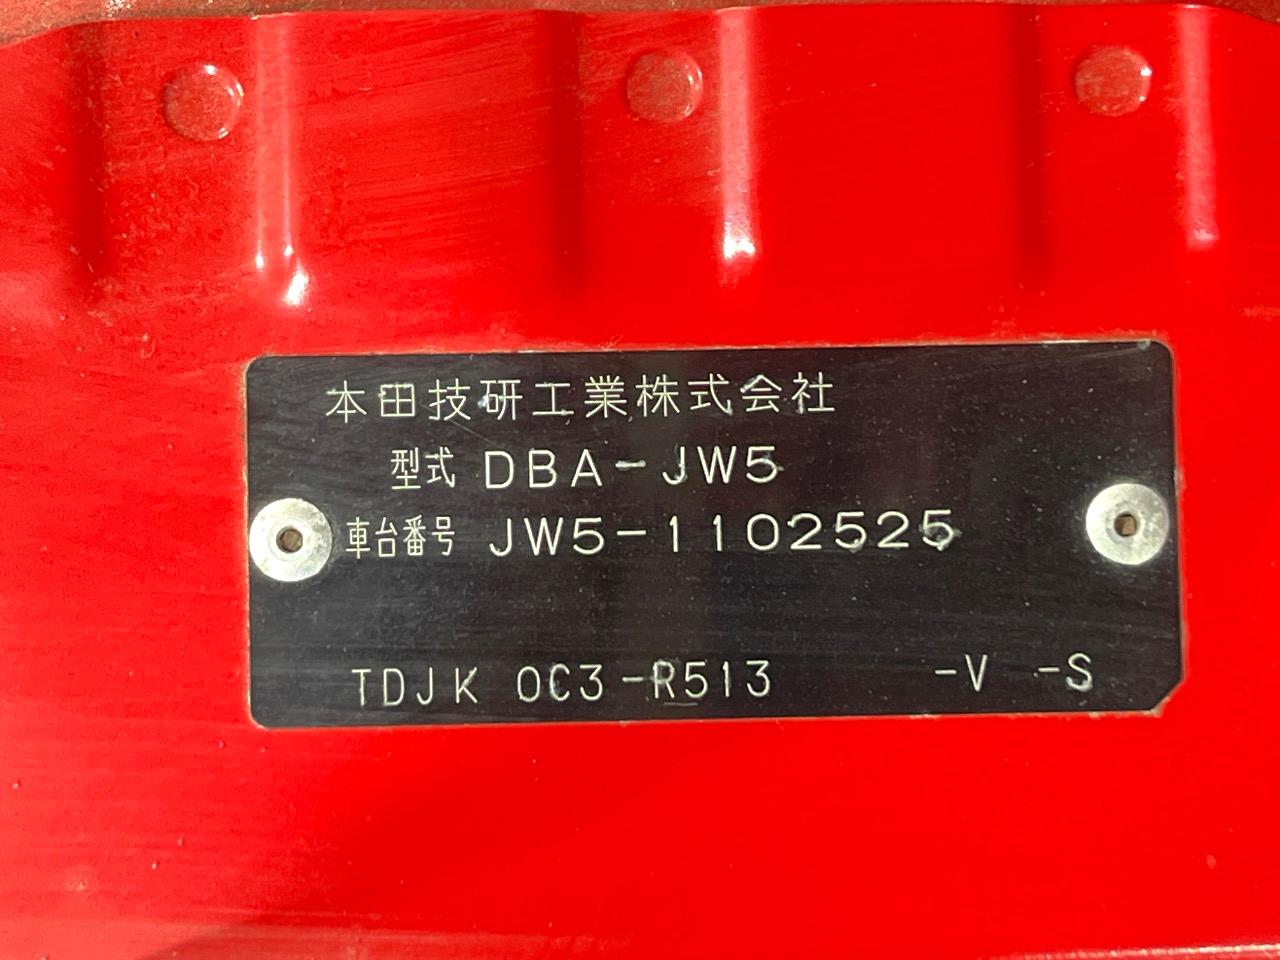 本田技研工業株式会社
型式 DBA-JW5
車台番号 JW5-1102525
TDJK 0C3-R513 -V -S